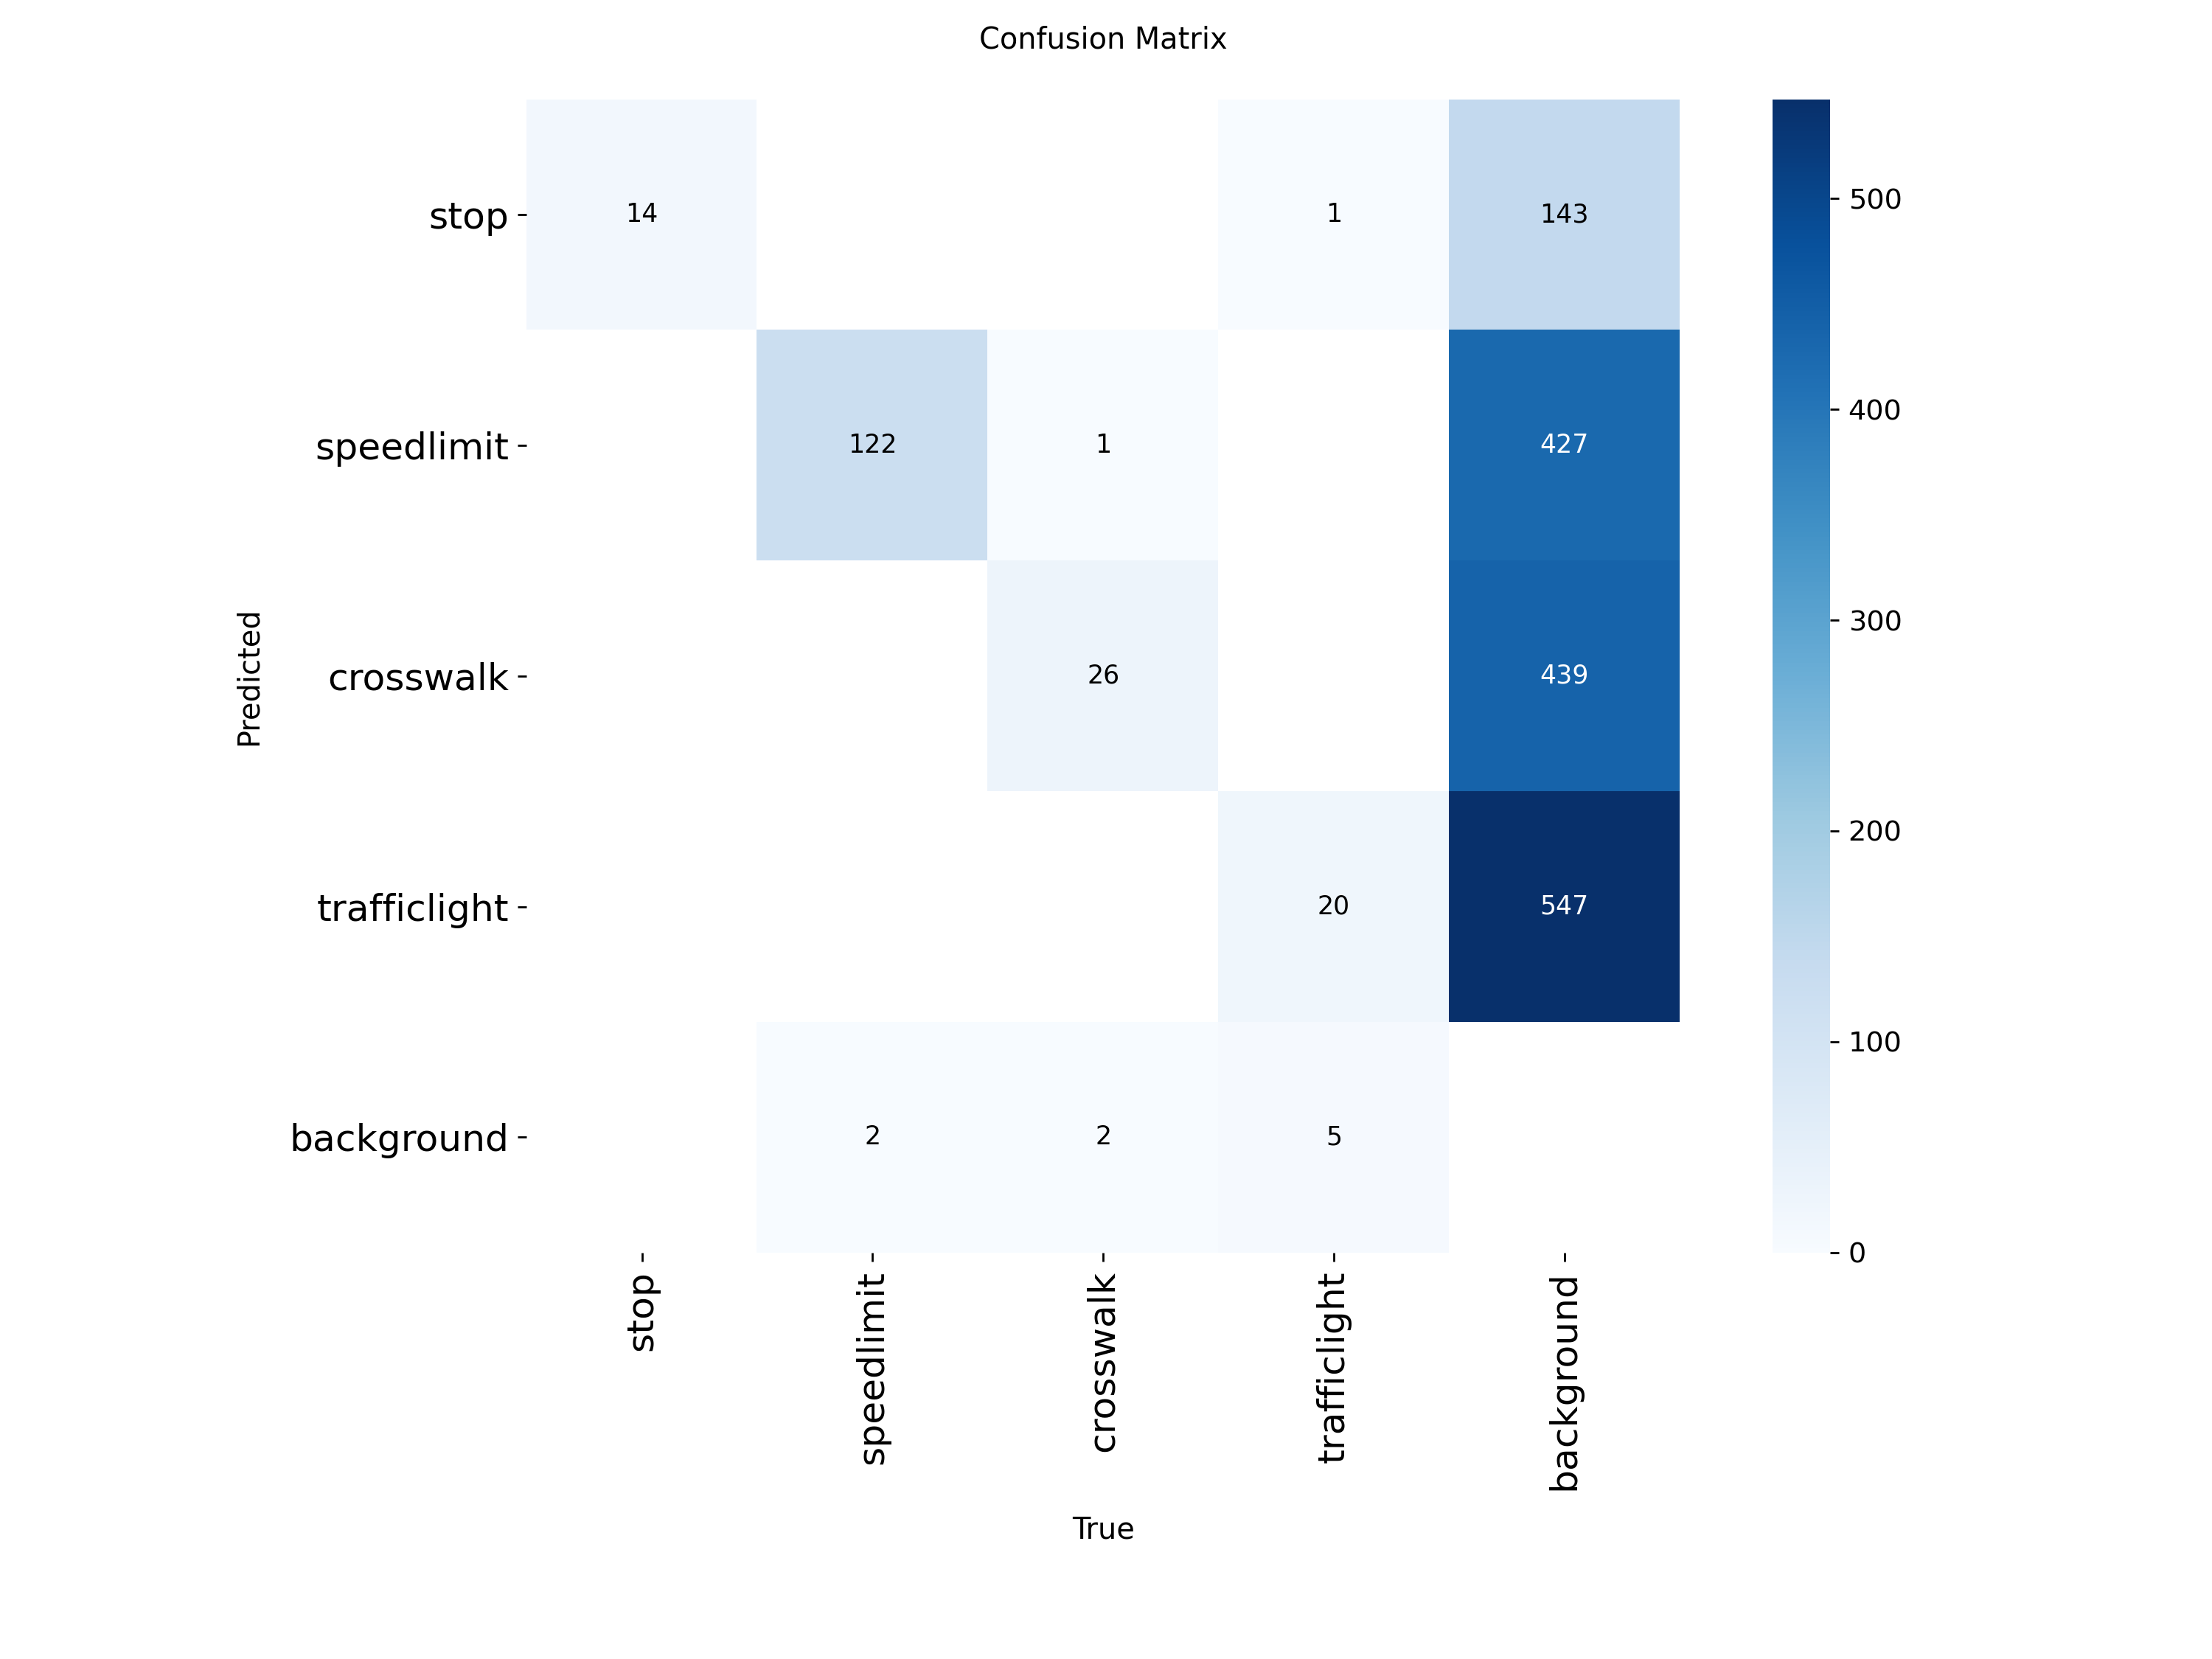 Confusion Matrix
stop
14
1
143
500
speedlimit
122
1
427
400
300
Predicted
crosswalk
26
439
200
trafficlight
20
547
100
background
2
2
5
0
stop
speedlimit
crosswalk
trafficlight
background
True